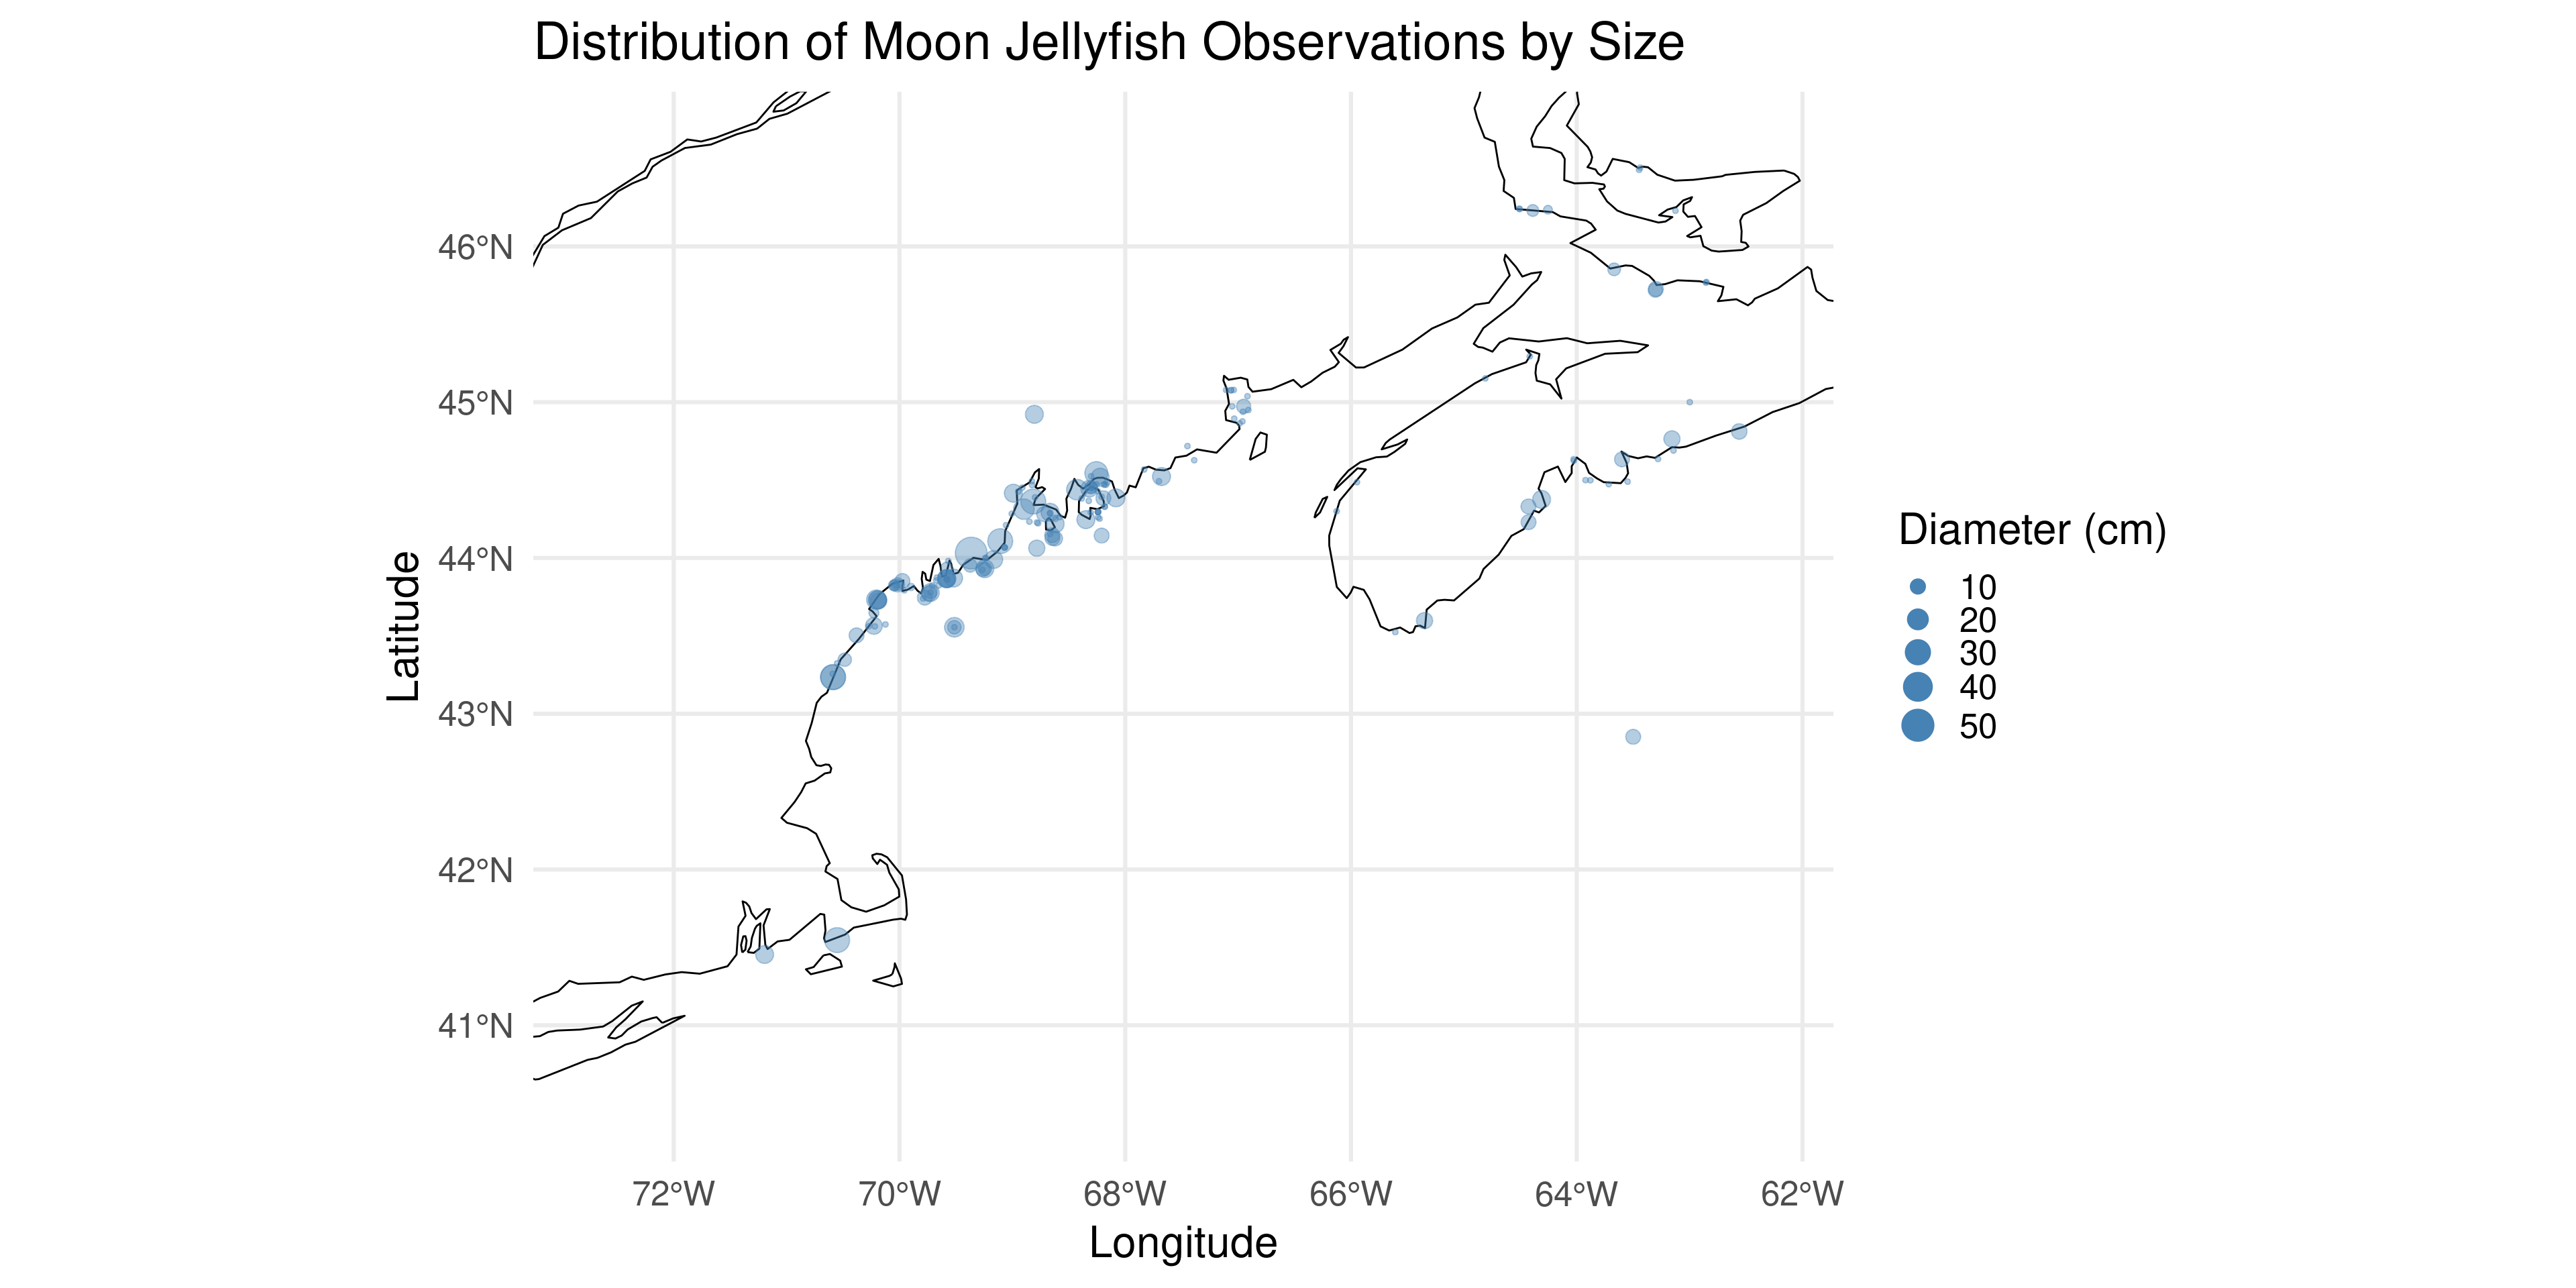 Distribution of Moon Jellyfish Observations by Size
46°N
45°N
44°N
43°N
42°N
41°N
Latitude
72°W 70°W 68°W 66°W 64°W 62°W
Longitude
Diameter (cm)
10
20
30
40
50